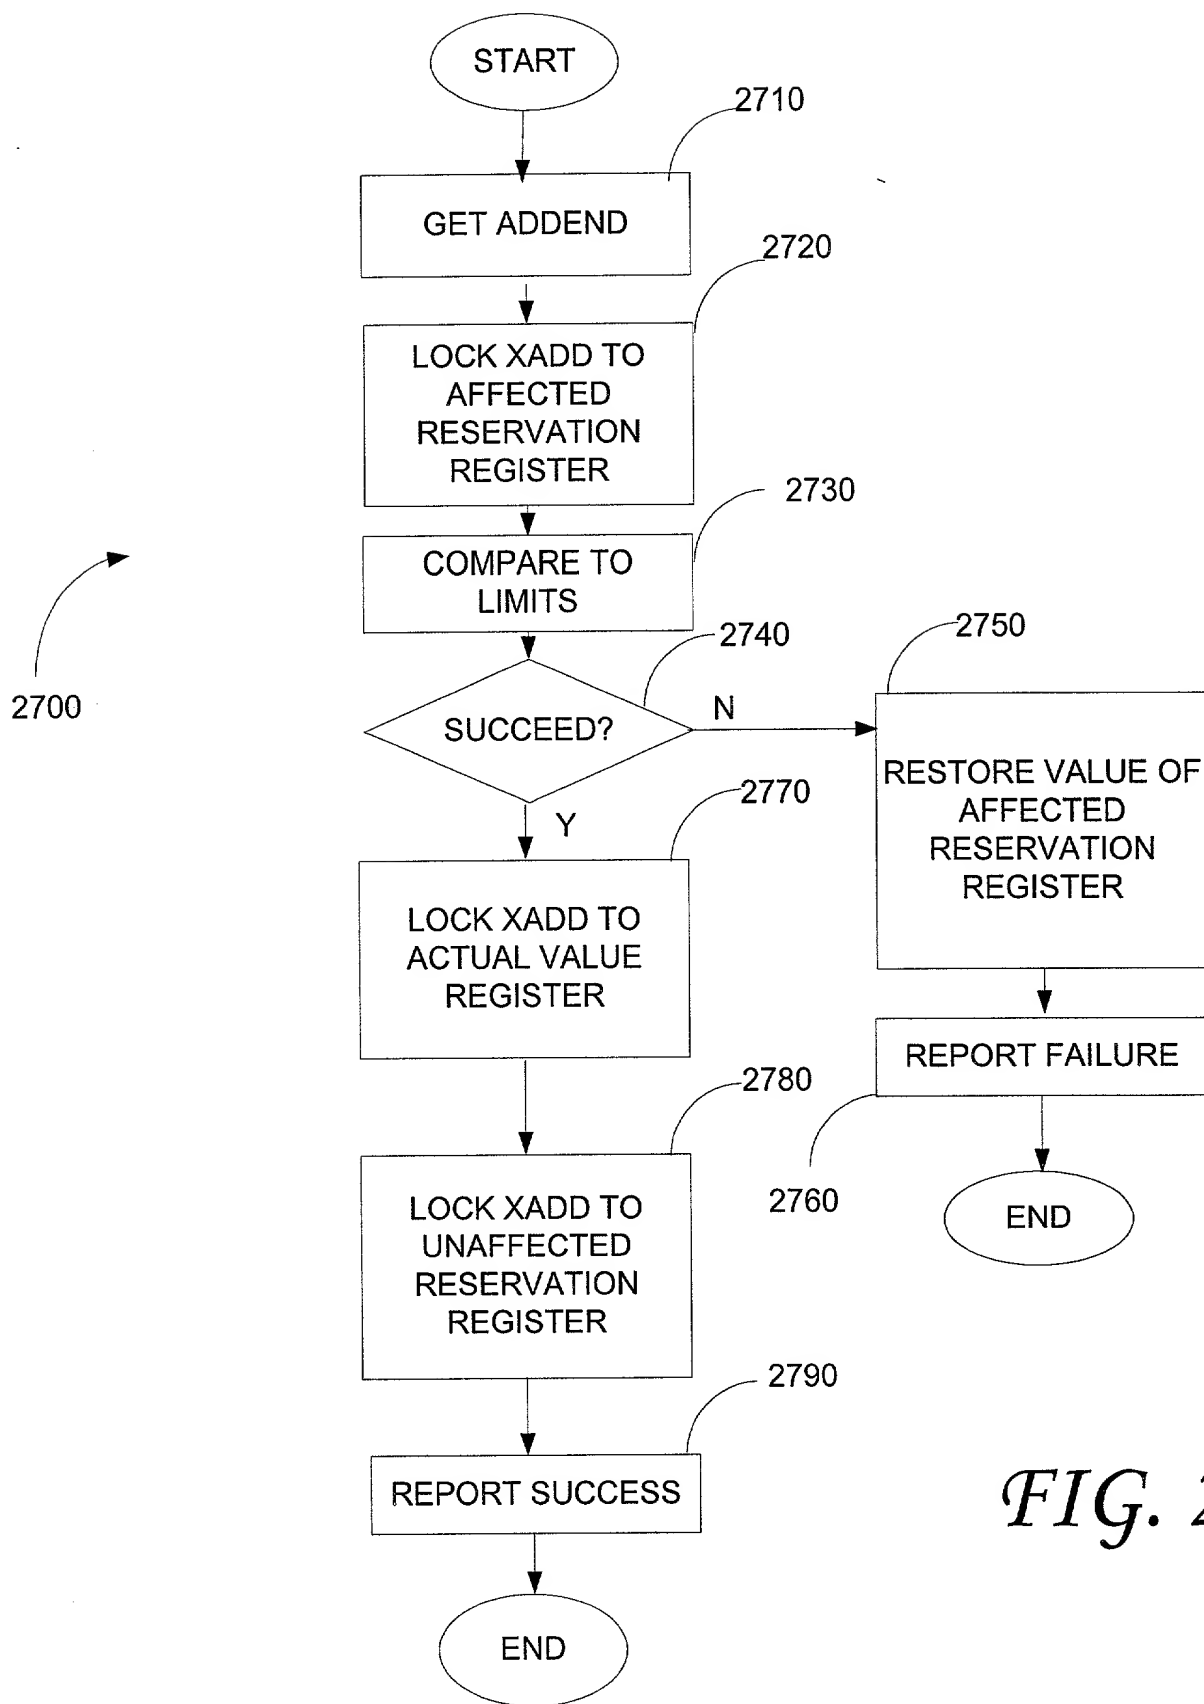 START
2710
GET ADDEND
2720
LOCK XADD TO
AFFECTED
RESERVATION
REGISTER
2730
COMPARE TO
LIMITS
2740
2750
2700
SUCCEED?
N
RESTORE VALUE OF
AFFECTED
RESERVATION
REGISTER
2770
Y
LOCK XADD TO
ACTUAL VALUE
REGISTER
REPORT FAILURE
2780
2760
LOCK XADD TO
UNAFFECTED
RESERVATION
REGISTER
END
2790
REPORT SUCCESS
FIG. 2
END